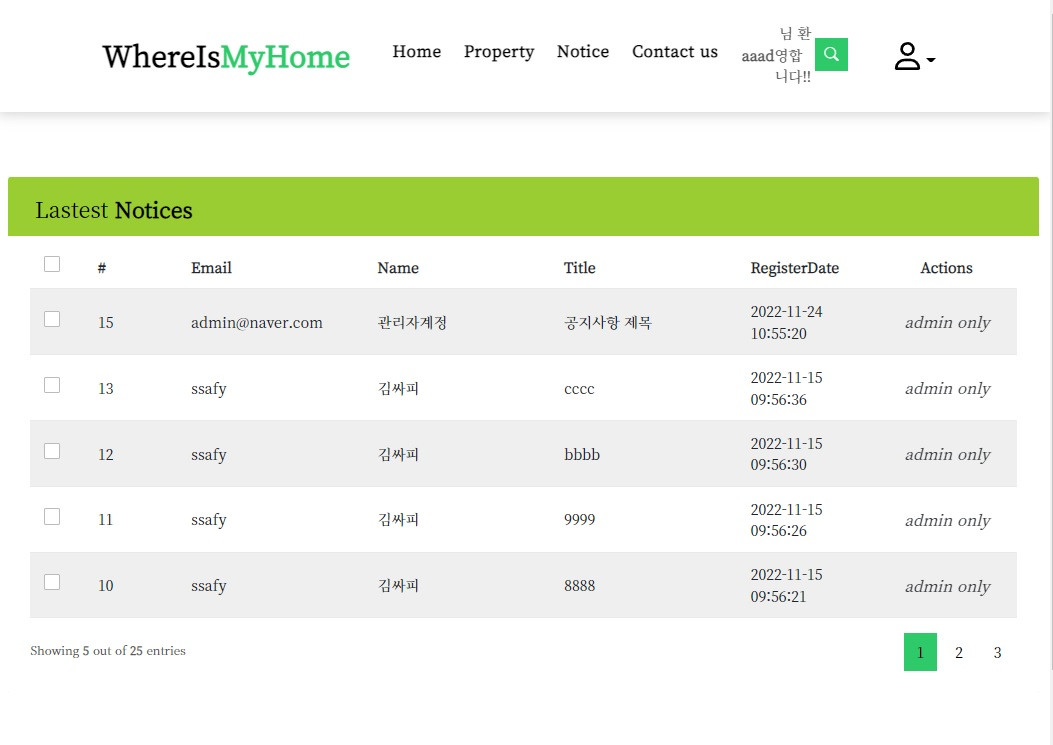 WhereIsMyHome Home Property Notice Contact us
님 환
aaad영합
니다!!
Lastest Notices
# Email Name Title RegisterDate Actions
15 admin@naver.com 관리자계정 공지사항 제목 2022-11-24 admin only
10:55:20
13 ssafy 김싸피 cccc 2022-11-15 admin only
09:56:36
12 ssafy 김싸피 bbbb 2022-11-15 admin only
09:56:30
11 ssafy 김싸피 9999 2022-11-15 admin only
09:56:26
10 ssafy 김싸피 8888 2022-11-15 admin only
09:56:21
Showing 5 out of 25 entries 1 2 3